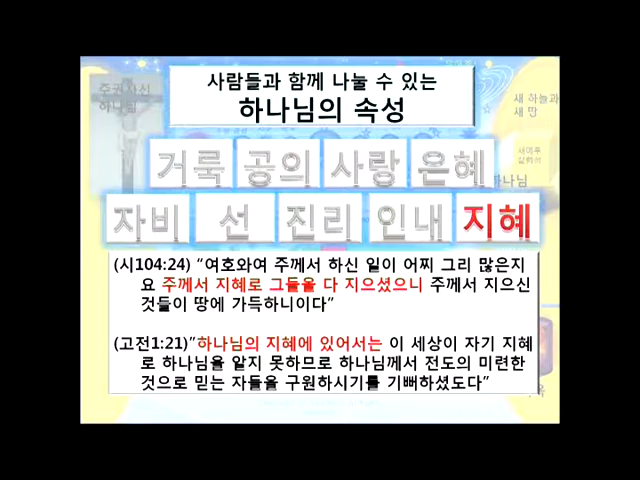 사람들과 함께 나눌 수 있는
하나님의 속성
주권자신
하나님
새 하늘과
새 땅
하나님
거룩 공의 사랑 은혜
자비 선 진리 인내 지혜
(시104:24) “여호와여 주께서 하신 일이 어찌 그리 많은지
요 주께서 지혜로 그들을 다 지으셨으니 주께서 지으신
것들이 땅에 가득하니이다”
(고전1:21)”하나님의 지혜에 있어서는 이 세상이 자기 지혜
로 하나님을 알지 못하므로 하나님께서 전도의 미련한
것으로 믿는 자들을 구원하시기를 기뻐하셨도다”